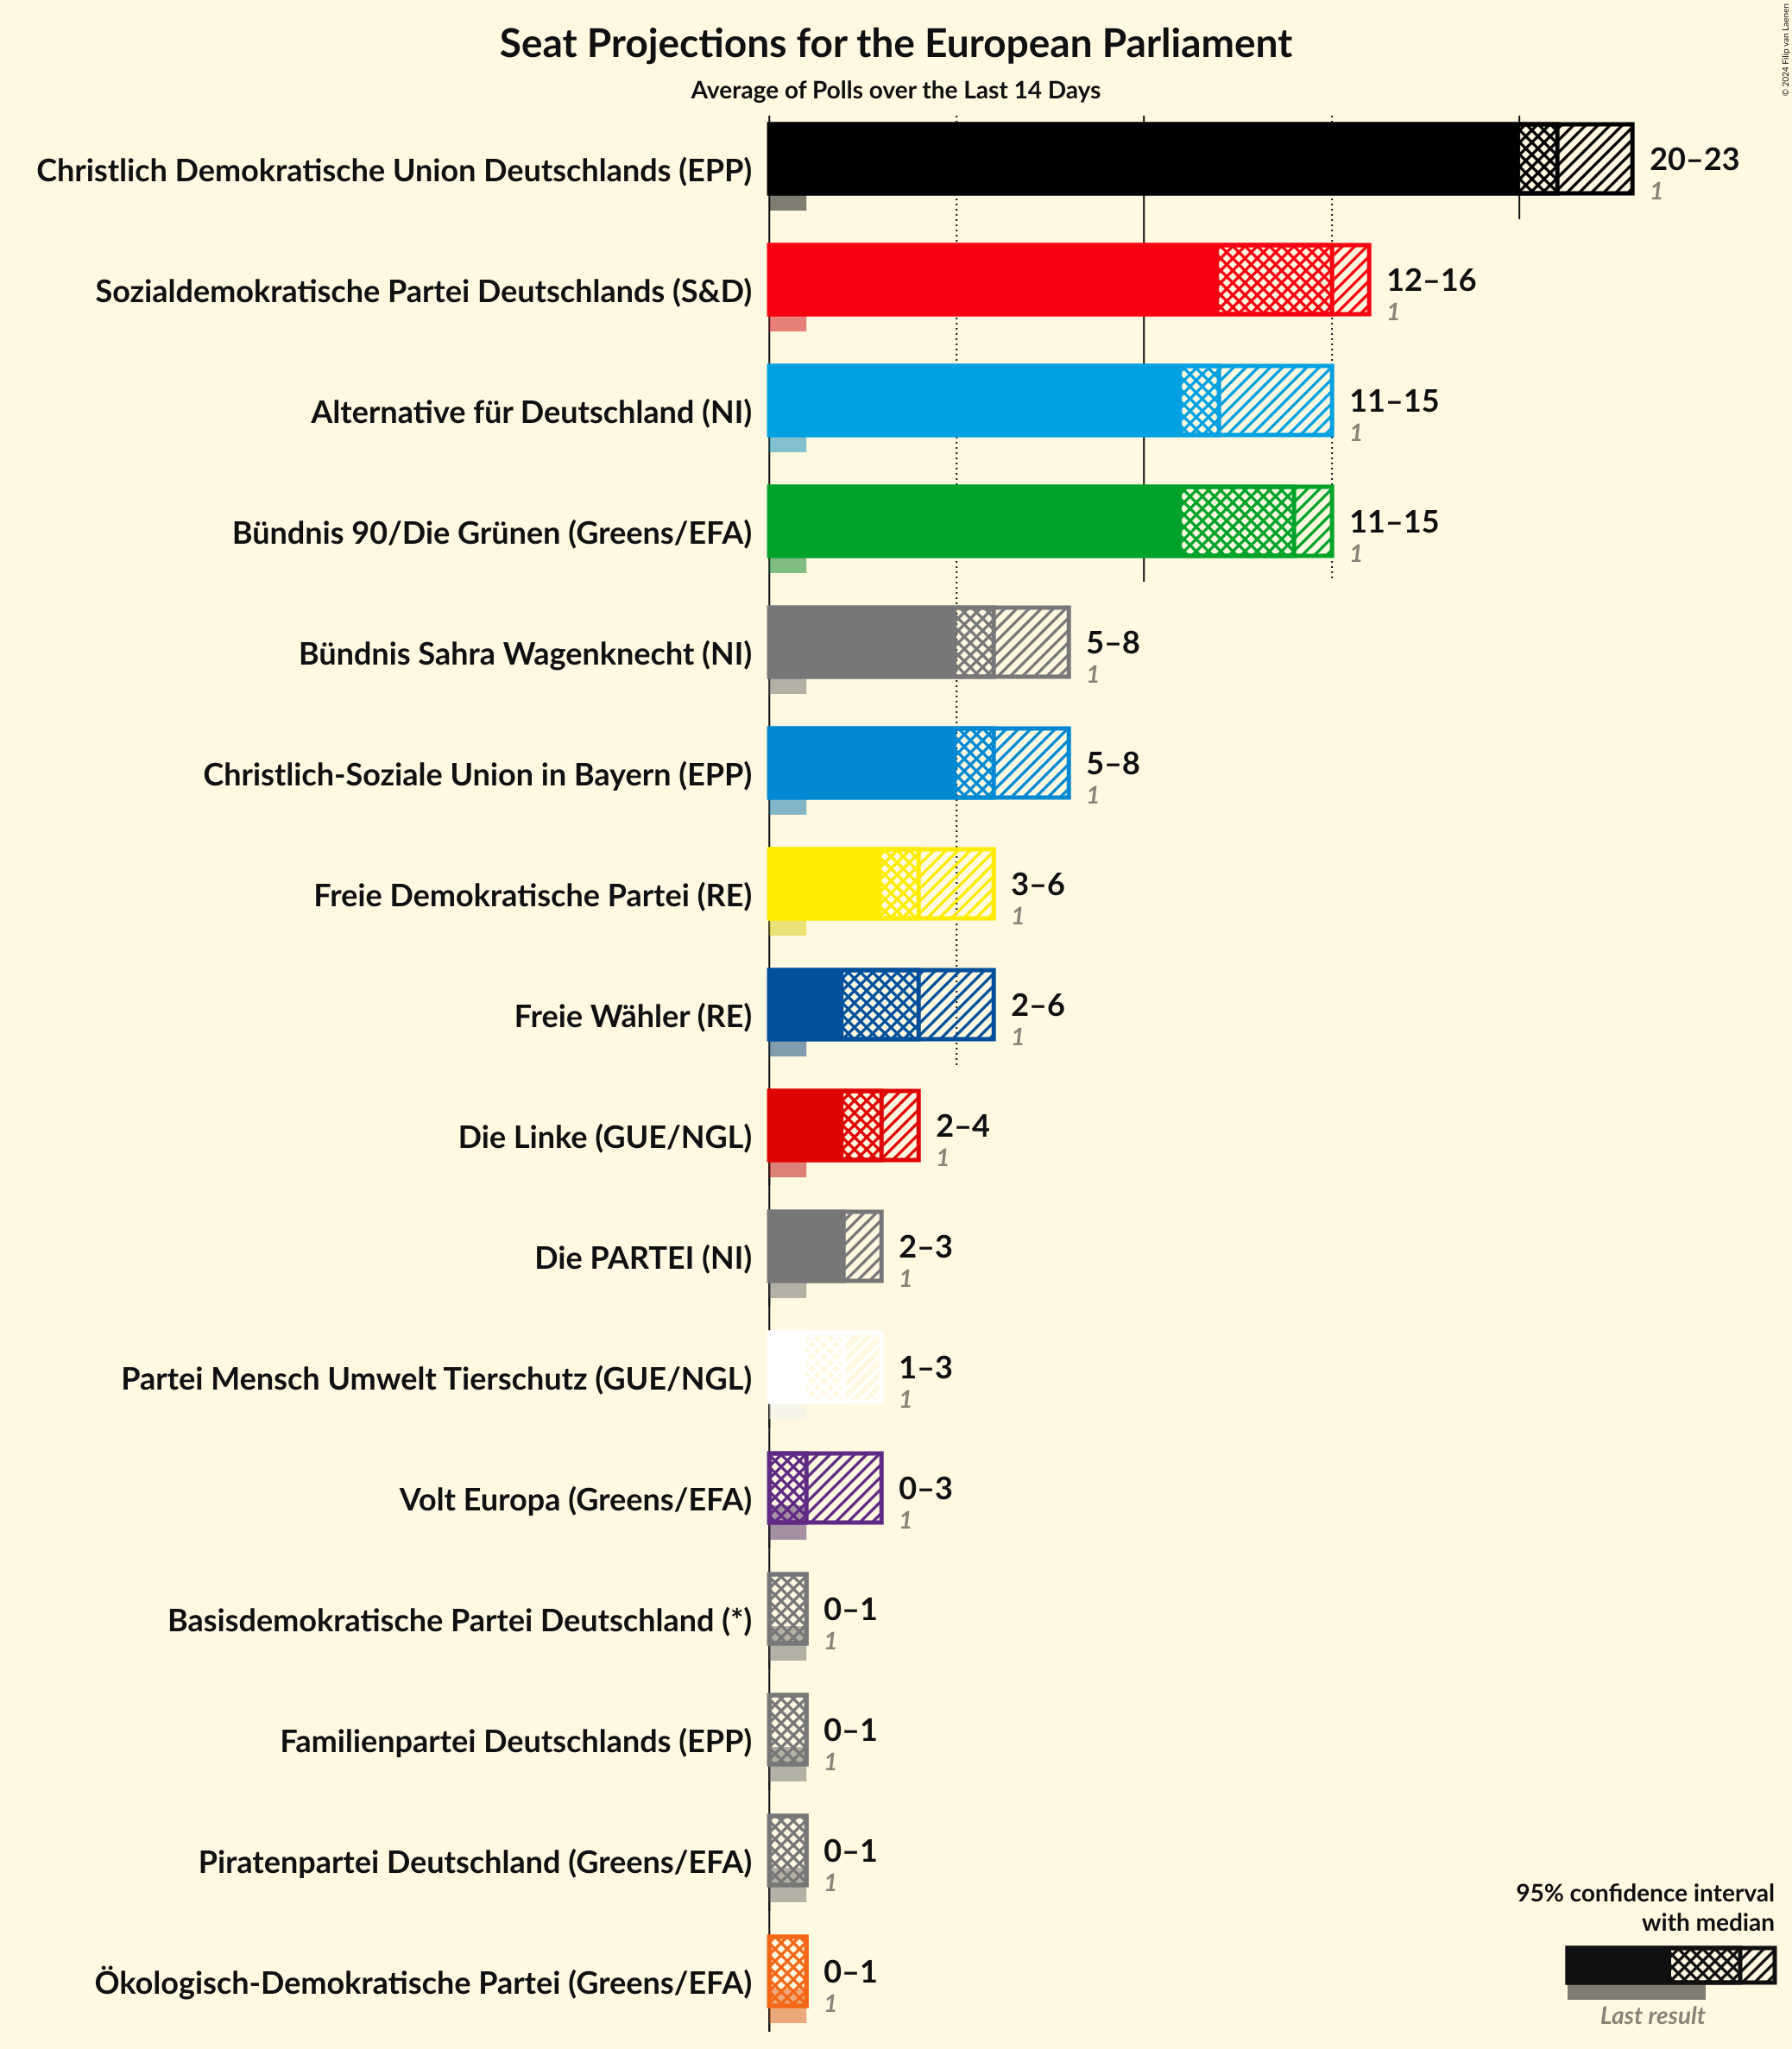 Seat Projections for the European Parliament
Average of Polls over the Last 14 Days
© 2024 Filip van Laenen
Christlich Demokratische Union Deutschlands (EPP)
20–23
1
Sozialdemokratische Partei Deutschlands (S&D)
12–16
1
Alternative für Deutschland (NI)
11–15
1
Bündnis 90/Die Grünen (Greens/EFA)
11–15
1
Bündnis Sahra Wagenknecht (NI)
5–8
1
Christlich-Soziale Union in Bayern (EPP)
5–8
1
Freie Demokratische Partei (RE)
3–6
1
Freie Wähler (RE)
2–6
1
Die Linke (GUE/NGL)
2–4
1
Die PARTEI (NI)
2–3
1
Partei Mensch Umwelt Tierschutz (GUE/NGL)
1–3
1
Volt Europa (Greens/EFA)
0–3
1
Basisdemokratische Partei Deutschland (*)
0–1
1
Familienpartei Deutschlands (EPP)
0–1
1
Piratenpartei Deutschland (Greens/EFA)
0–1
1
Ökologisch-Demokratische Partei (Greens/EFA)
0–1
1
95% confidence interval
with median
Last result